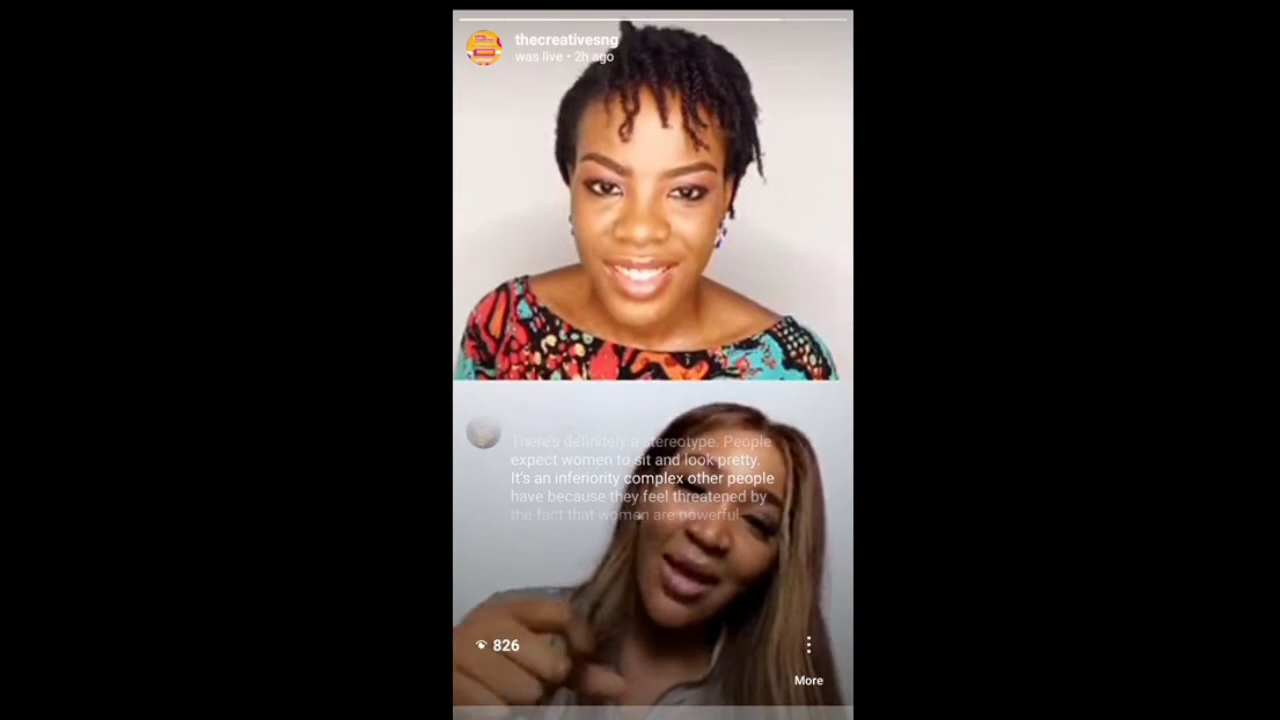 thecreativesng
was live • 2h ago
There's definitely a stereotype. People
expect women to sit and look pretty.
It's an inferiority complex other people
have because they feel threatened by
the fact that women are powerful.
826
More